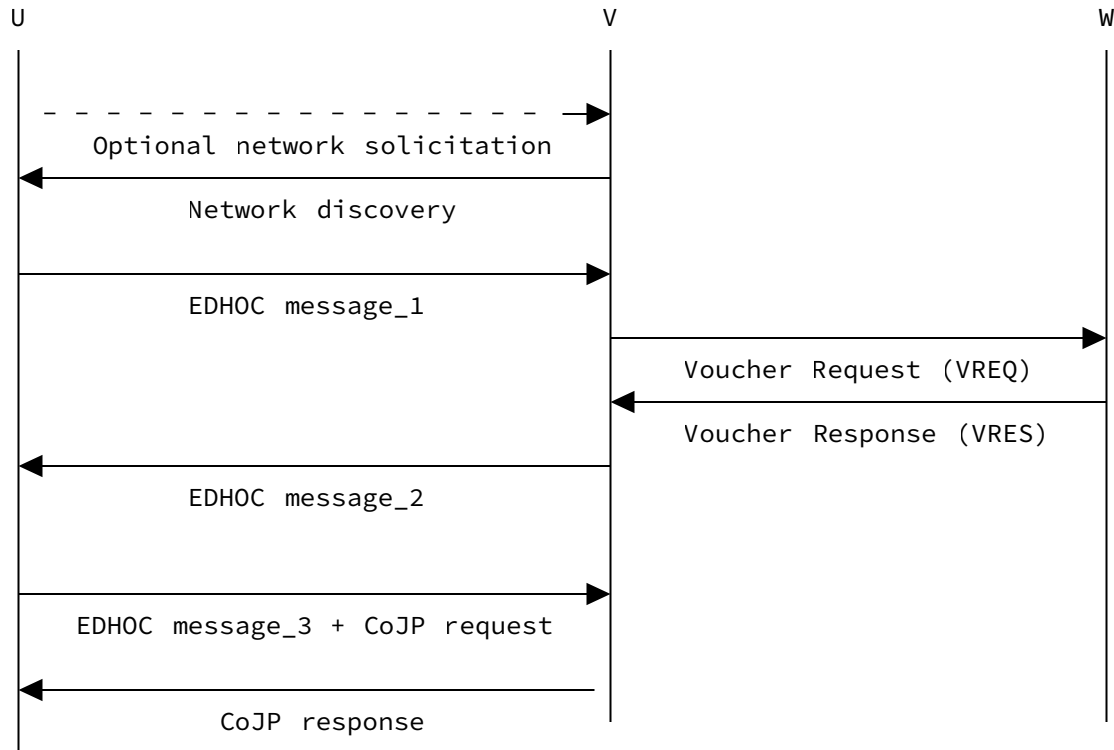 U V W
Optional network solicitation
Network discovery
EDHOC message_1
Voucher Request (VREQ)
Voucher Response (VRES)
EDHOC message_2
EDHOC message_3 + CoJP request
CoJP response